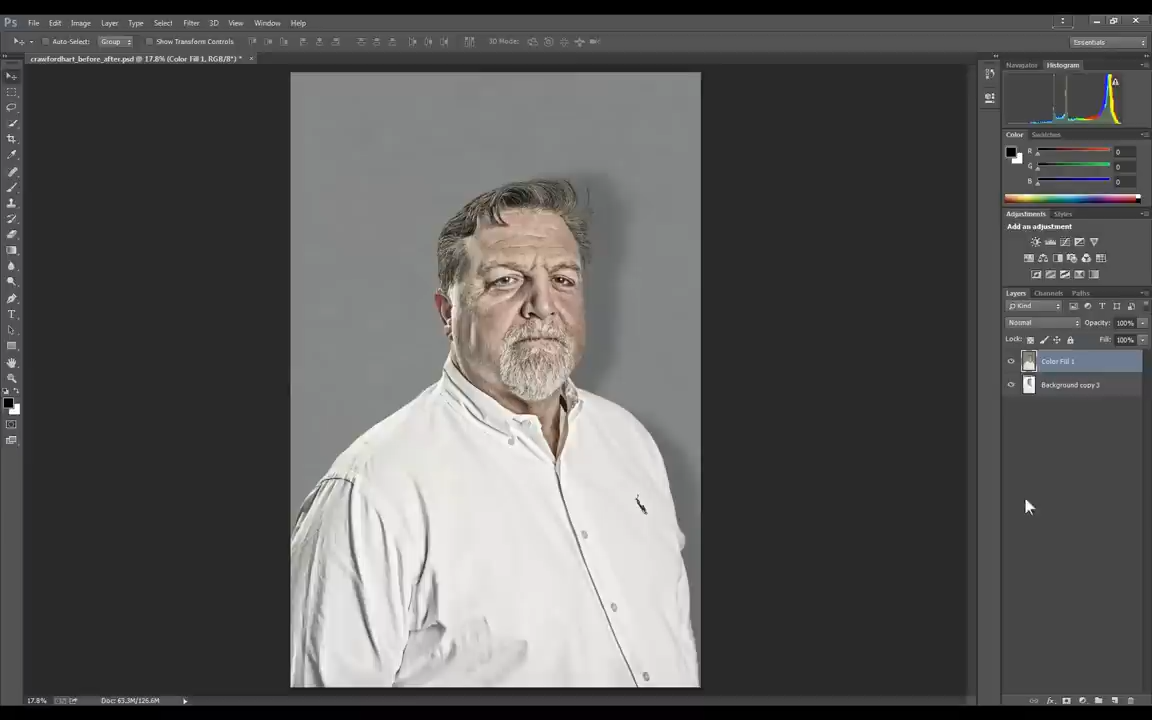 Ps File Edit Image Layer Type Select Filter 3D View Window Help
Auto-Select: Group Show Transform Controls 3D Mode: Essentials
crawfordhart_before_after.psd @ 17.8% (Color Fill 1, RGB/8*) * ×
Navigator Histogram
Color Swatches
R 0
G 0
B 0
Adjustments Styles
Add an adjustment
Layers Channels Paths
Kind
Normal Opacity: 100%
Lock: Fill: 100%
Color Fill 1
Background copy 3
17.8% Doc: 63.3M/126.6M